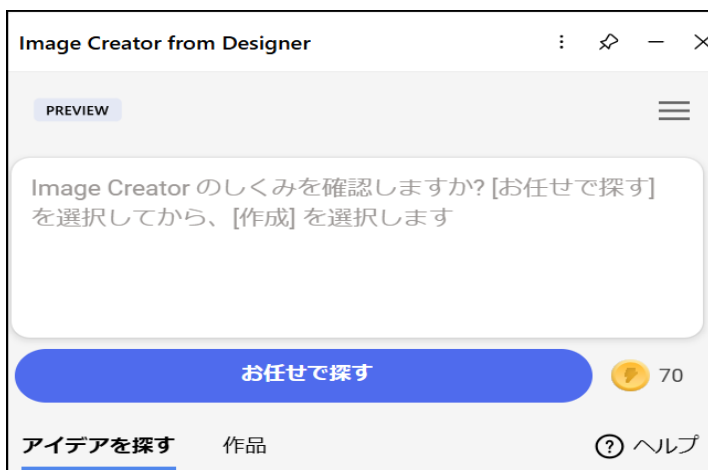 Image Creator from Designer
PREVIEW
Image Creator のしくみを確認しますか? [お任せで探す]
を選択してから、[作成] を選択します
お任せで探す
70
アイデアを探す 作品 ヘルプ